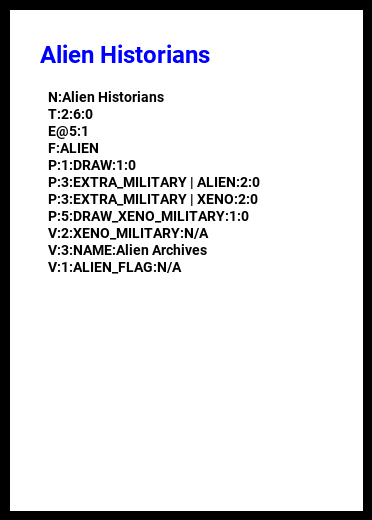 Alien Historians
N:Alien Historians
T:2:6:0
E@5:1
F:ALIEN
P:1:DRAW:1:0
P:3:EXTRA_MILITARY | ALIEN:2:0
P:3:EXTRA_MILITARY | XENO:2:0
P:5:DRAW_XENO_MILITARY:1:0
V:2:XENO_MILITARY:N/A
V:3:NAME:Alien Archives
V:1:ALIEN_FLAG:N/A